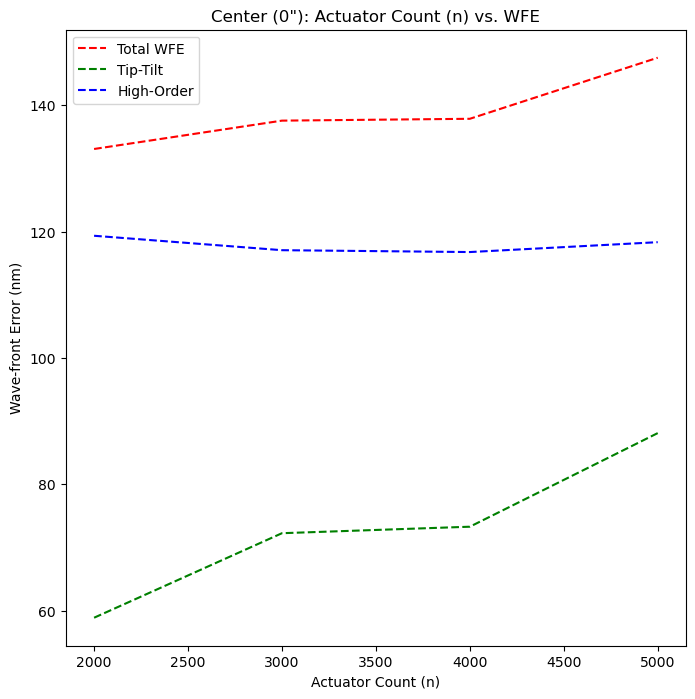 Center (0"): Actuator Count (n) vs. WFE
Total WFE
Tip-Tilt
High-Order
Wave-front Error (nm)
140
120
100
80
60
2000 2500 3000 3500 4000 4500 5000
Actuator Count (n)